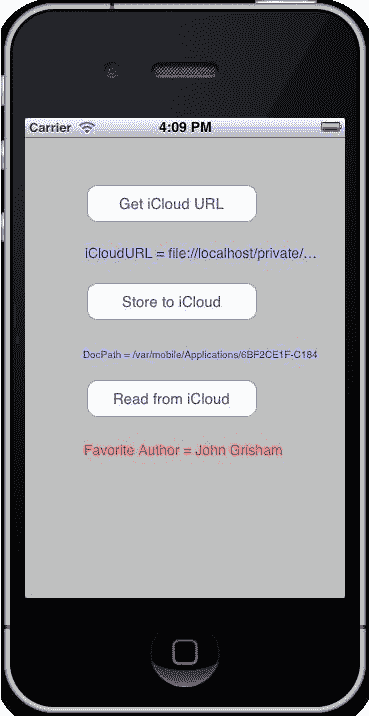 Carrier 4:09 PM
Get iCloud URL
iCloudURL = file://localhost/private/...
Store to iCloud
DocPath = /var/mobile/Applications/6BF2CE1F-C184
Read from iCloud
Favorite Author = John Grisham